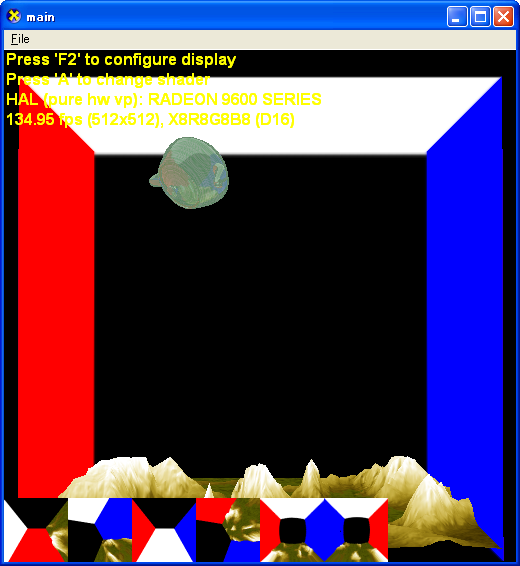 main
File
Press 'F2' to configure display
Press 'A' to change shader
HAL (pure hw vp): RADEON 9600 SERIES
134.95 fps (512x512), X8R8G8B8 (D16)